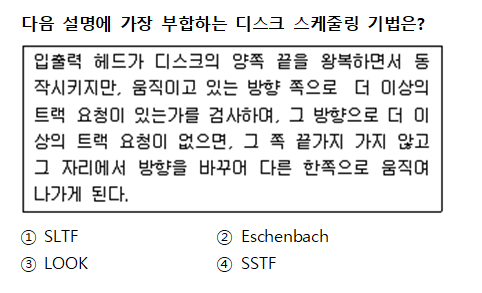 다음 설명에 가장 부합하는 디스크 스케줄링 기법은?
입출력 헤드가 디스크의 양쪽 끝을 왕복하면서 동
작시키지만, 움직이고 있는 방향 쪽으로 더 이상의
트랙 요청이 있는가를 검사하여, 그 방향으로 더 이
상의 트랙 요청이 없으면, 그 쪽 끝가지 가지 않고
그 자리에서 방향을 바꾸어 다른 한쪽으로 움직여
나가게 된다.
① SLTF ② Eschenbach
③ LOOK ④ SSTF